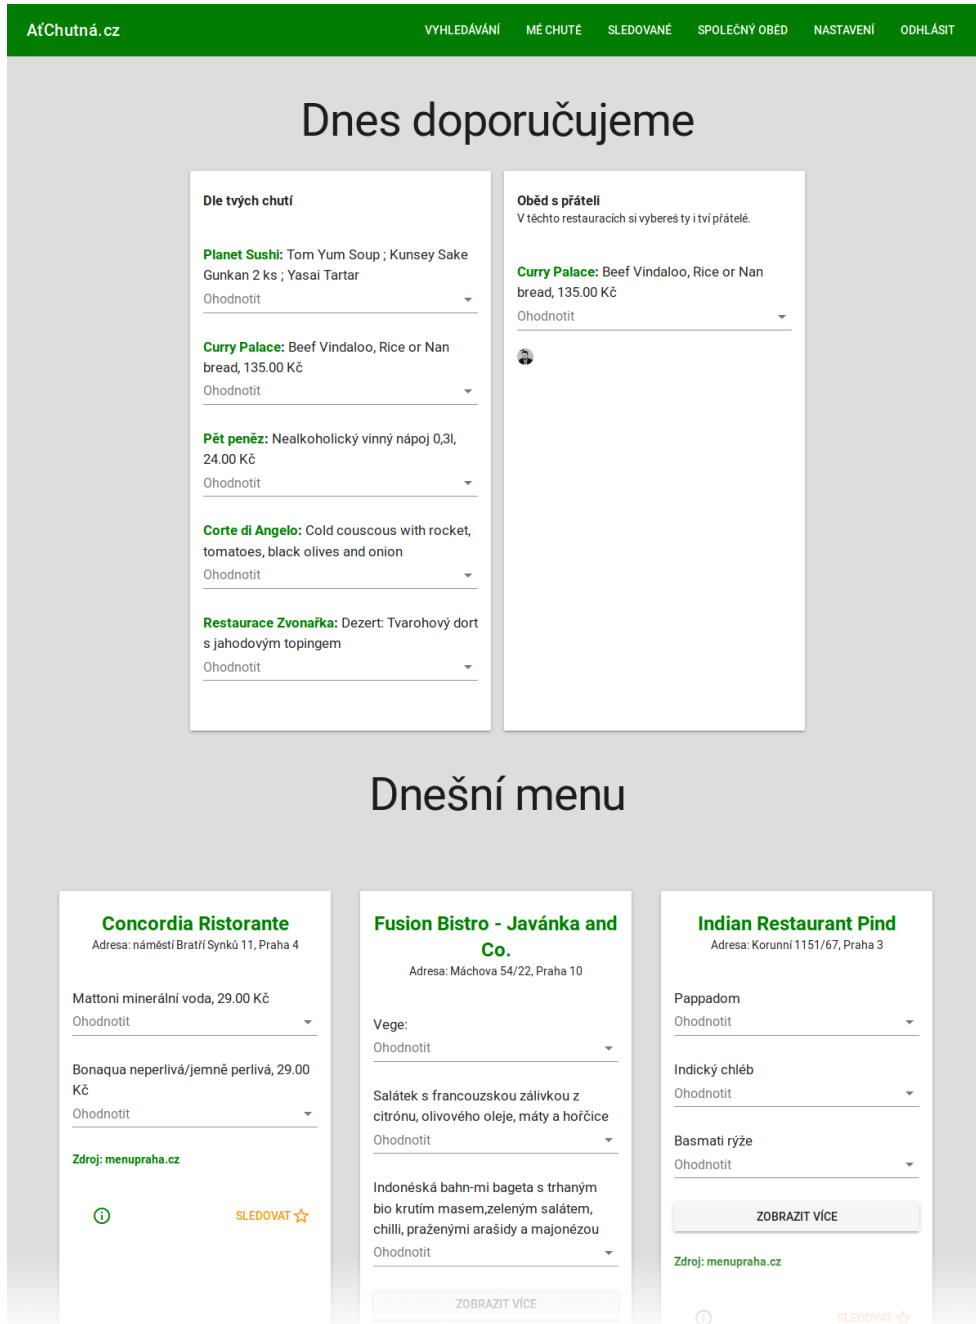 AťChutná.cz
VYHLEDÁVÁNÍ MÉ CHUTĚ SLEDOVANÉ SPOLEČNÝ OBĚD NASTAVENÍ ODHLÁSIT
Dnes doporučujeme
Dle tvých chutí
Planet Sushi: Tom Yum Soup ; Kunsey Sake
Gunkan 2 ks ; Yasai Tartar
Ohodnotit
Curry Palace: Beef Vindaloo, Rice or Nan
bread, 135.00 Kč
Ohodnotit
Pět peněz: Nealkoholický vinný nápoj 0,3l,
24.00 Kč
Ohodnotit
Corte di Angelo: Cold couscous with rocket,
tomatoes, black olives and onion
Ohodnotit
Restaurace Zvonařka: Dezert: Tvarohový dort
s jahodovým topingem
Ohodnotit
Oběd s přáteli
V těchto restauracích si vybereš ty i tví přátelé.
Curry Palace: Beef Vindaloo, Rice or Nan
bread, 135.00 Kč
Ohodnotit
Dnešní menu
Concordia Ristorante
Adresa: náměstí Bratří Synků 11, Praha 4
Mattoni minerální voda, 29.00 Kč
Ohodnotit
Bonaqua neperlivá/jemně perlivá, 29.00
Kč
Ohodnotit
Zdroj: menupraha.cz
SLEDOVAT
Fusion Bistro - Javánka and
Co.
Adresa: Máchova 54/22, Praha 10
Vege:
Ohodnotit
Salátek s francouzskou zálivkou z
citrónu, olivového oleje, máty a hořčice
Ohodnotit
Indonéská bahn-mi bageta s trhaným
bio krutím masem,zeleným salátem,
chilli, praženými arašidy a majonézou
Ohodnotit
ZOBRAZIT VÍCE
Indian Restaurant Pind
Adresa: Korunní 1151/67, Praha 3
Pappadom
Ohodnotit
Indický chléb
Ohodnotit
Basmati rýže
Ohodnotit
ZOBRAZIT VÍCE
Zdroj: menupraha.cz
SLEDOVAT